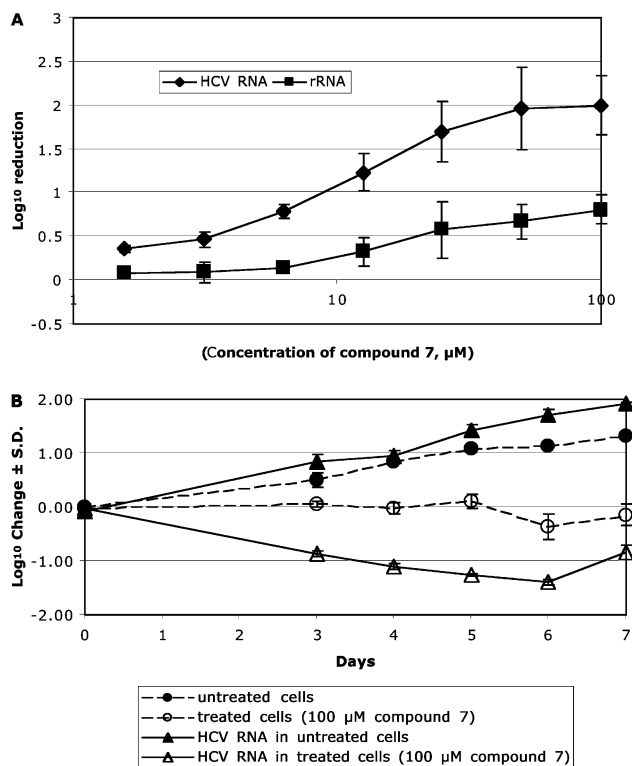 A
3
2.5
2
1.5
1
0.5
0
-0.5
Log¹⁰ reduction
HCV RNA rRNA
1 10 100
(Concentration of compound 7, µM)
B
2.00
1.00
0.00
-1.00
-2.00
Log¹⁰ Change ± S.D.
0 1 2 3 4 5 6 7
Days
untreated cells
treated cells (100 µM compound 7)
HCV RNA in untreated cells
HCV RNA in treated cells (100 µM compound 7)